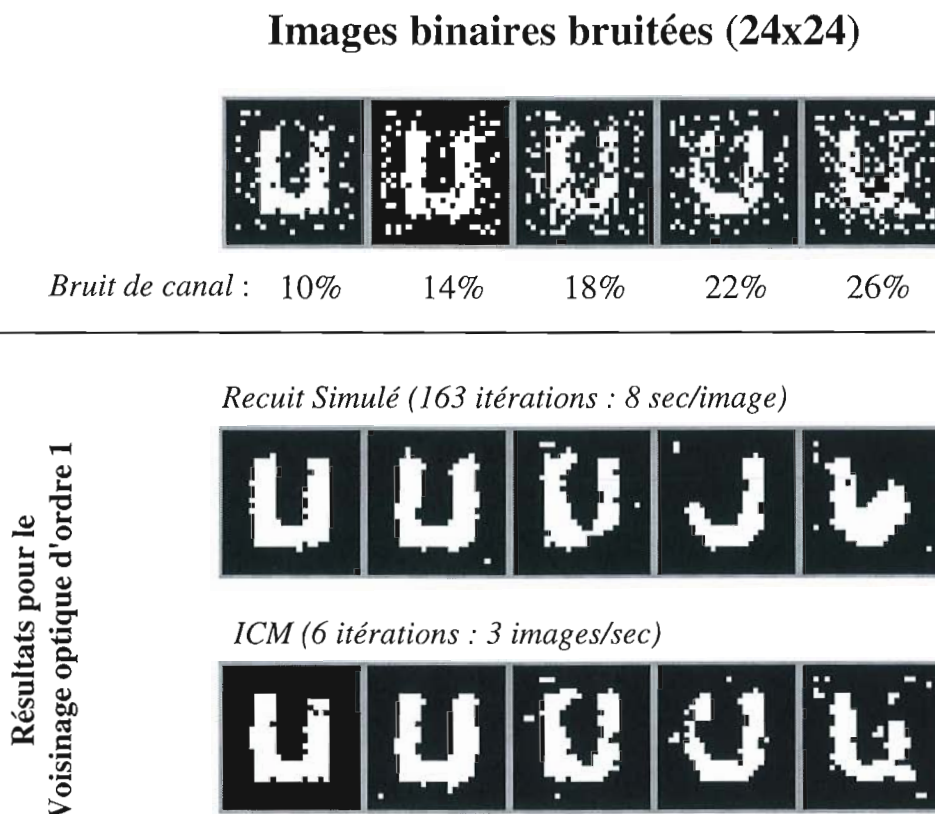 Images binaires bruitées (24x24)
Bruit de canal : 10% 14% 18% 22% 26%
Recuit Simulé (163 itérations : 8 sec/image)
Résultats pour le
Voisinage optique d'ordre 1
ICM (6 itérations : 3 images/sec)